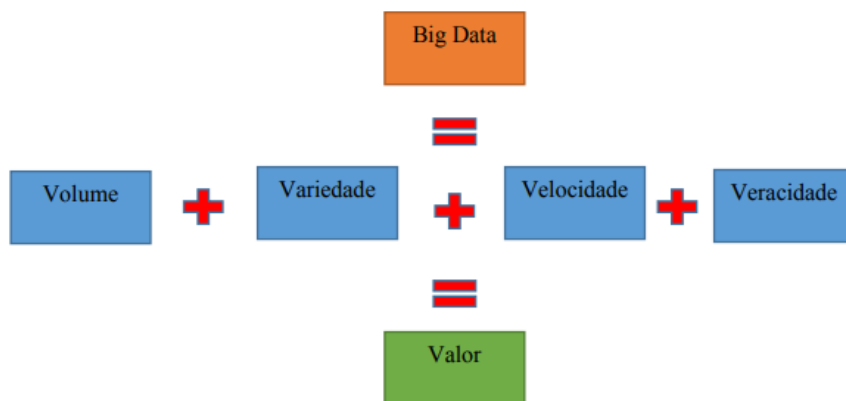 Big Data
=
Volume + Variedade + Velocidade + Veracidade
=
Valor